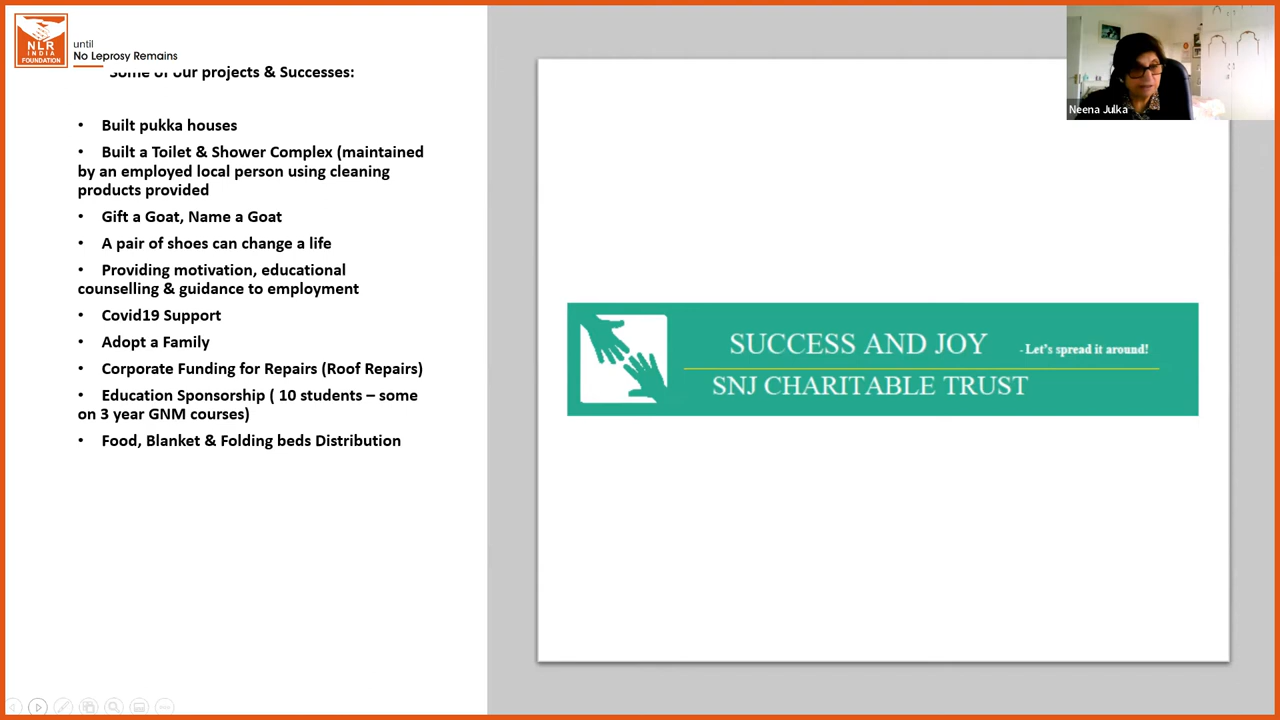 NLR
INDIA
FOUNDATION
until
No Leprosy Remains
Some of our projects & Successes:
• Built pukka houses
• Built a Toilet & Shower Complex (maintained
by an employed local person using cleaning
products provided
• Gift a Goat, Name a Goat
• A pair of shoes can change a life
• Providing motivation, educational
counselling & guidance to employment
• Covid19 Support
• Adopt a Family
• Corporate Funding for Repairs (Roof Repairs)
• Education Sponsorship ( 10 students – some
on 3 year GNM courses)
• Food, Blanket & Folding beds Distribution
SUCCESS AND JOY - Let's spread it around!
SNJ CHARITABLE TRUST
Neena Julka